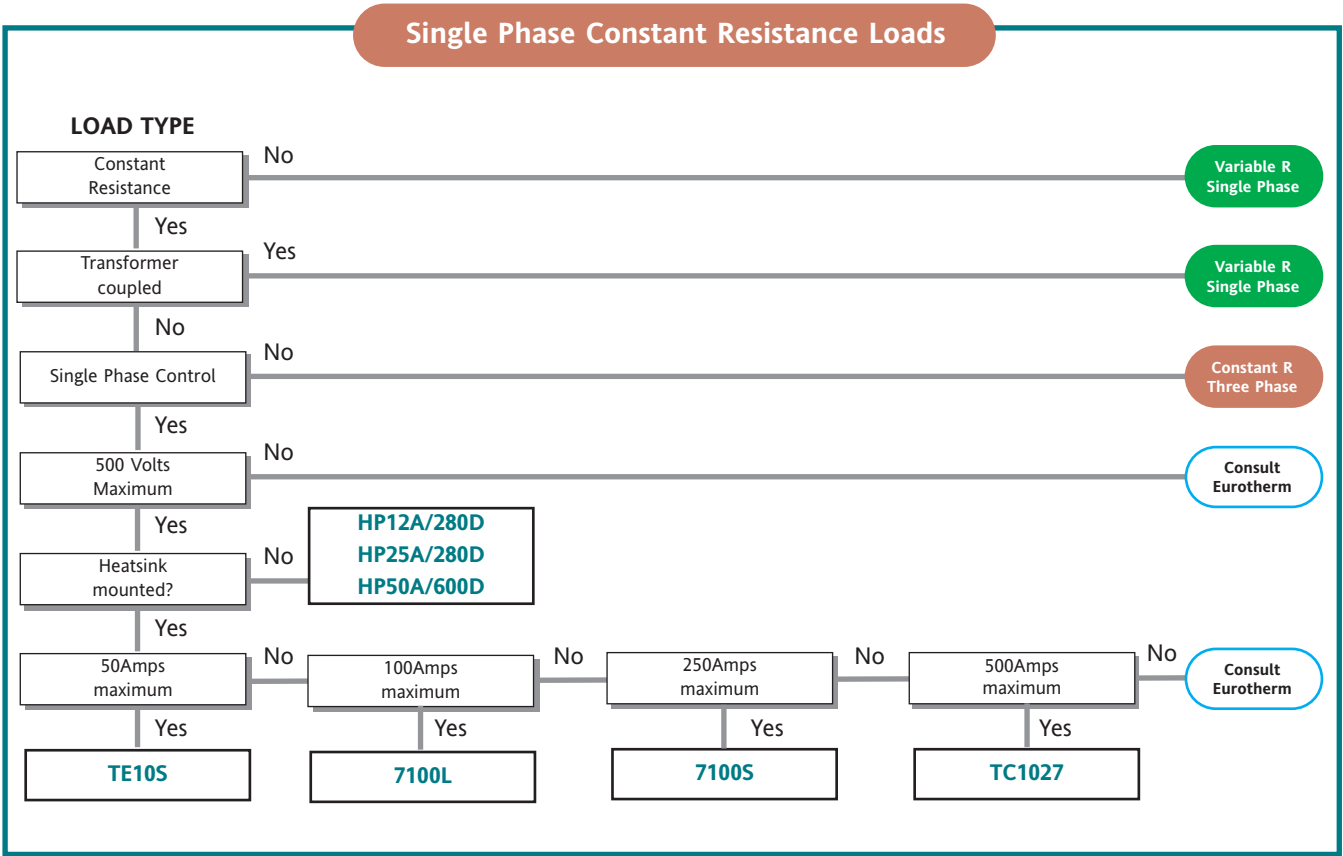 Single Phase Constant Resistance Loads
LOAD TYPE
Constant
Resistance
No
Variable R
Single Phase
Yes
Transformer
coupled
Yes
Variable R
Single Phase
No
Single Phase Control
No
Constant R
Three Phase
Yes
500 Volts
Maximum
No
Consult
Eurotherm
Yes
Heatsink
mounted?
No
HP12A/280D
HP25A/280D
HP50A/600D
Yes
50Amps
maximum
No
100Amps
maximum
No
250Amps
maximum
No
500Amps
maximum
No
Consult
Eurotherm
Yes
Yes
Yes
Yes
TE10S
7100L
7100S
TC1027